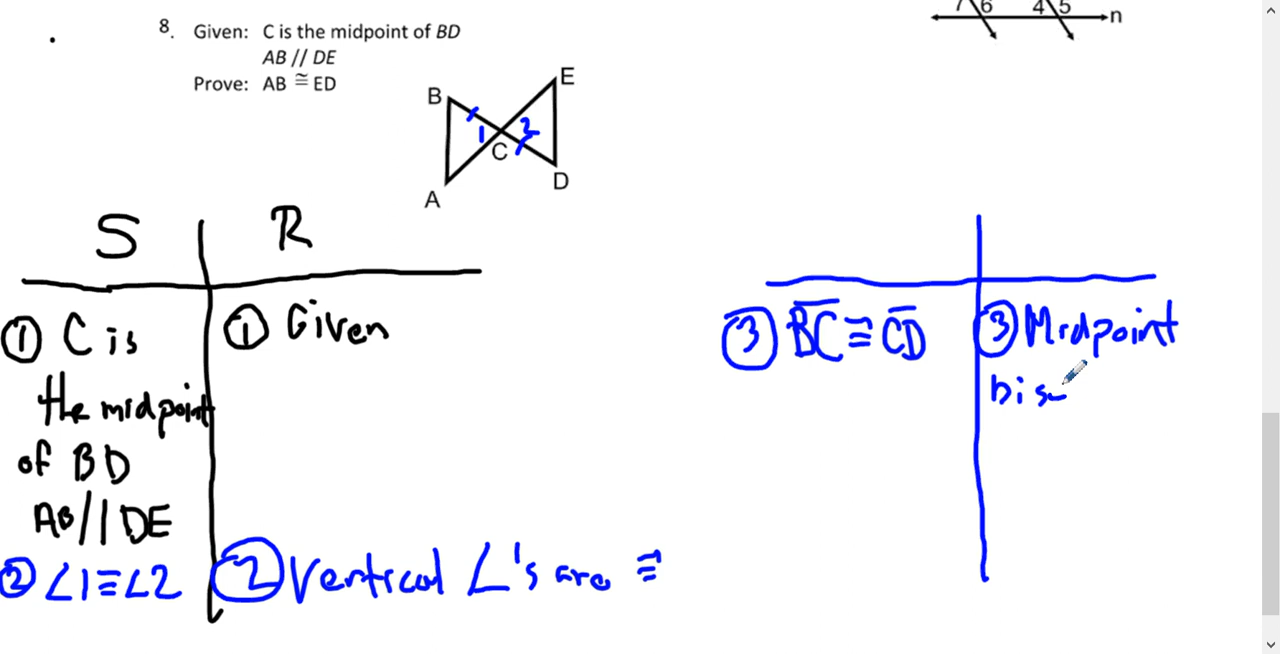 8. Given: C is the midpoint of BD
AB // DE
Prove: AB ≅ ED
7 6 4 5 n
B E
1 2
C
A D
S R
① C is
the midpoint
of BD
AB // DE
① Given
② ∠1≅∠2
② Vertical ∠'s are ≅
③ B̅C̅ ≅ C̅D̅
③ Midpoint
bis